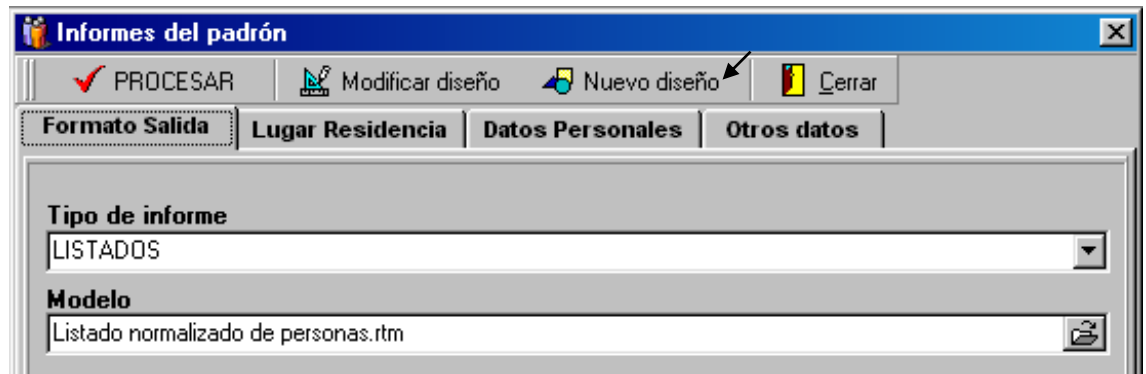 Informes del padrón
PROCESAR Modificar diseño Nuevo diseño Cerrar
Formato Salida Lugar Residencia Datos Personales Otros datos
Tipo de informe
LISTADOS
Modelo
Listado normalizado de personas.rtm